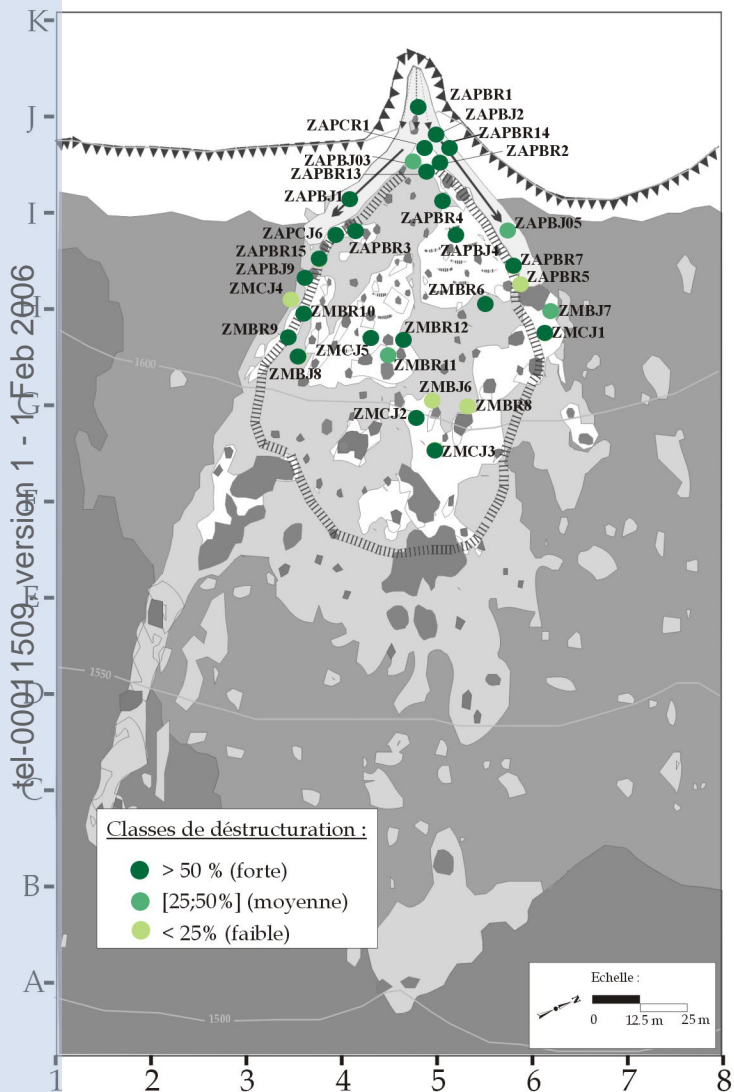 K
J
I
H
G
F
E
D
C
B
A
tel-00011509, version 1 - 1 Feb 2006
ZAPBR1
ZAPBJ2
ZAPCR1
ZAPBR14
ZAPBJ03
ZAPBR2
ZAPBR13
ZAPBJ1
ZAPBR4
ZAPBJ05
ZAPCJ6
ZAPBR3
ZAPBJ4
ZAPBR15
ZAPBR7
ZAPBJ9
ZAPBR5
ZMCJ4
ZMBR6
ZMBR10
ZMBJ7
ZMBR9
ZMBR12
ZMCJ1
ZMCJ5
ZMBR11
ZMBJ8
1600
ZMBJ6
ZMBR8
ZMCJ2
ZMCJ3
1550
Classes de déstructuration :
> 50 % (forte)
[25;50%] (moyenne)
< 25% (faible)
Echelle :
N
0 12.5 m 25 m
1500
1 2 3 4 5 6 7 8